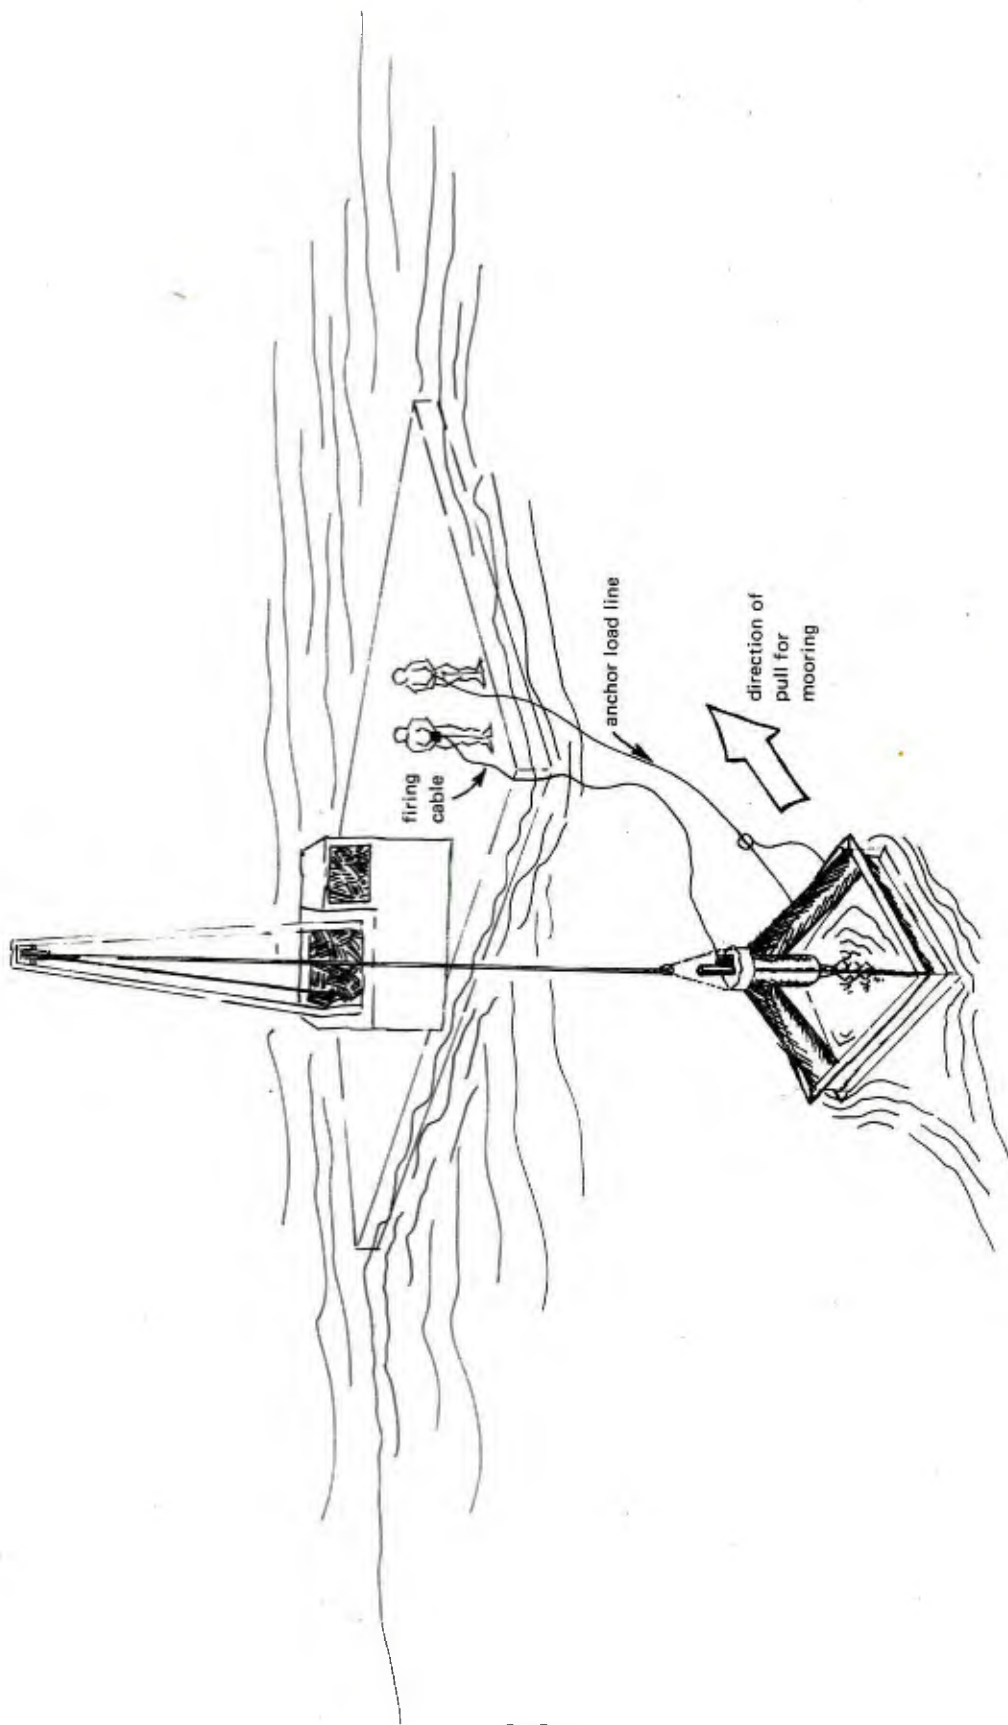 firing
cable
anchor load line
direction of
pull for
mooring